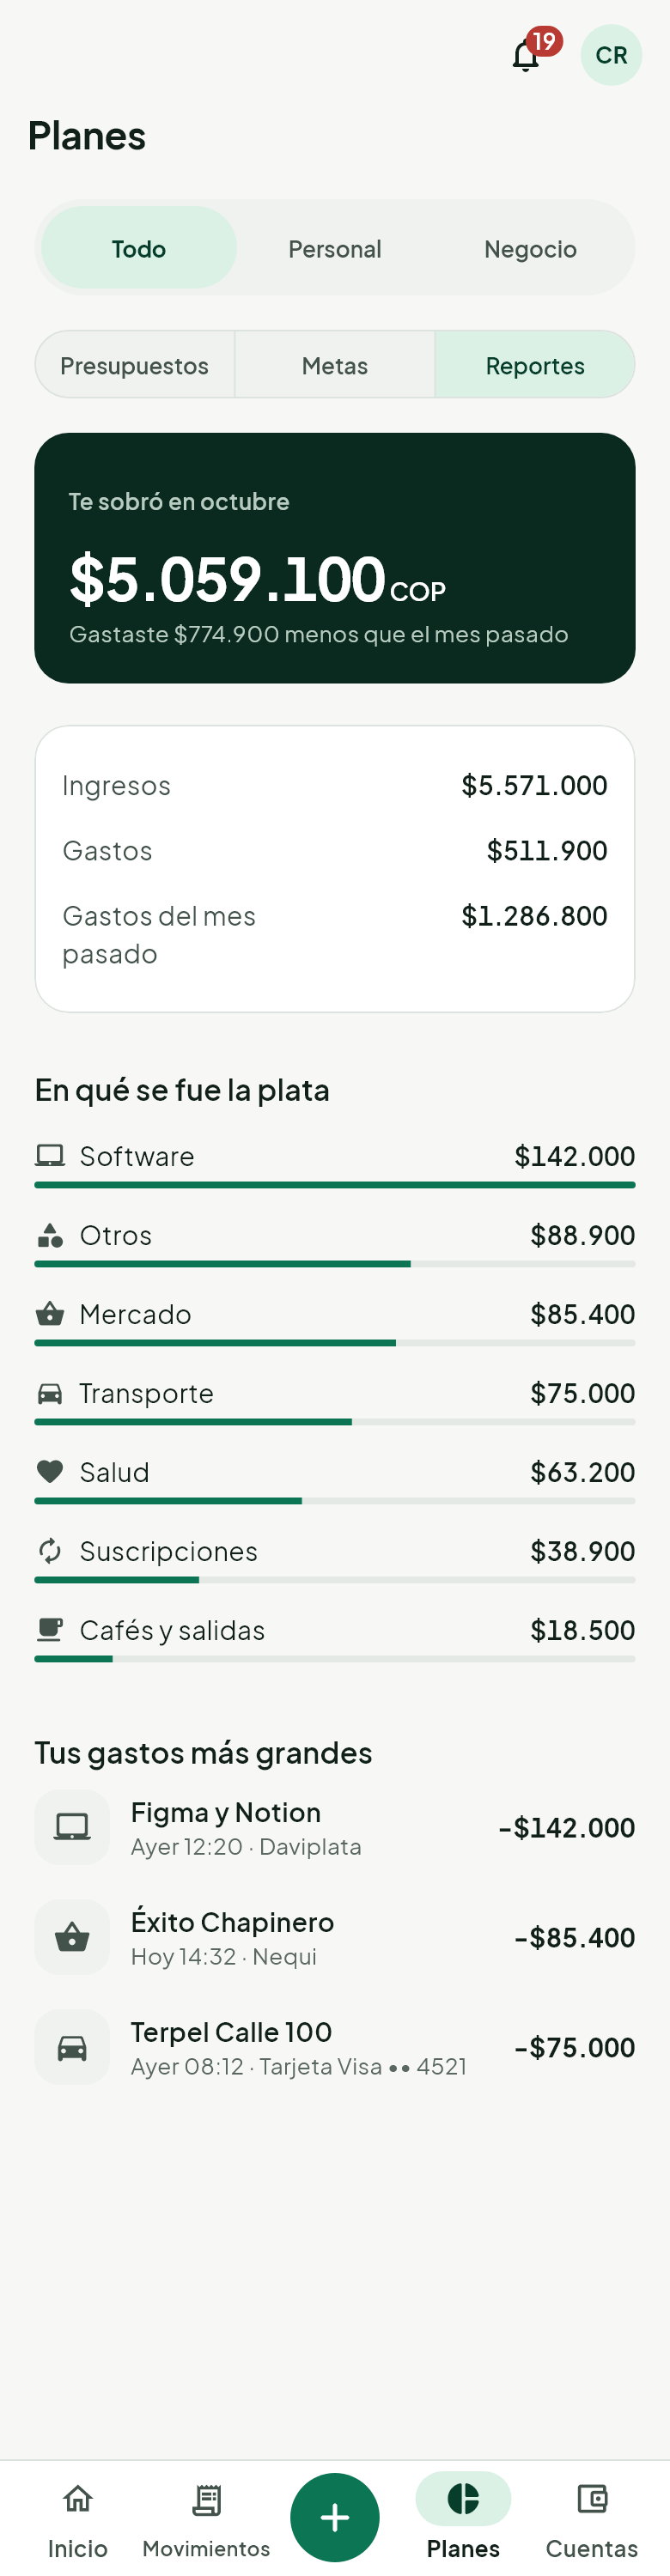 19
CR
Planes
Todo
Personal
Negocio
Presupuestos
Metas
Reportes
Te sobró en octubre
$5.059.100 COP
Gastaste $774.900 menos que el mes pasado
Ingresos $5.571.000
Gastos $511.900
Gastos del mes $1.286.800
pasado
En qué se fue la plata
Software $142.000
Otros $88.900
Mercado $85.400
Transporte $75.000
Salud $63.200
Suscripciones $38.900
Cafés y salidas $18.500
Tus gastos más grandes
Figma y Notion
Ayer 12:20 · Daviplata
-$142.000
Éxito Chapinero
Hoy 14:32 · Nequi
-$85.400
Terpel Calle 100
Ayer 08:12 · Tarjeta Visa •• 4521
-$75.000
Inicio
Movimientos
Planes
Cuentas